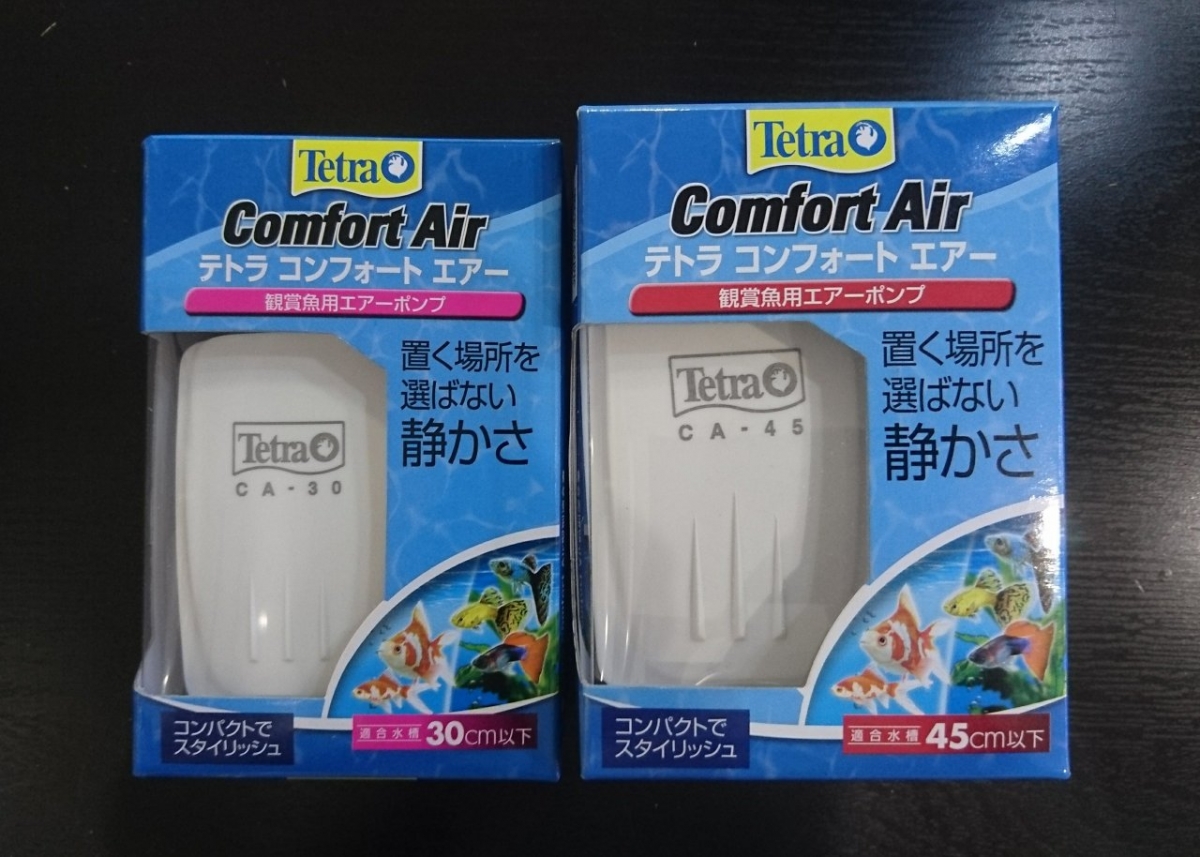 Tetra
Comfort Air
テトラ コンフォート エアー
観賞魚用エアーポンプ
置く場所を
選ばない
静かさ
Tetra
CA-30
コンパクトで
スタイリッシュ
適合水槽 30cm以下
Tetra
Comfort Air
テトラ コンフォート エアー
観賞魚用エアーポンプ
置く場所を
選ばない
静かさ
Tetra
CA-45
コンパクトで
スタイリッシュ
適合水槽 45cm以下